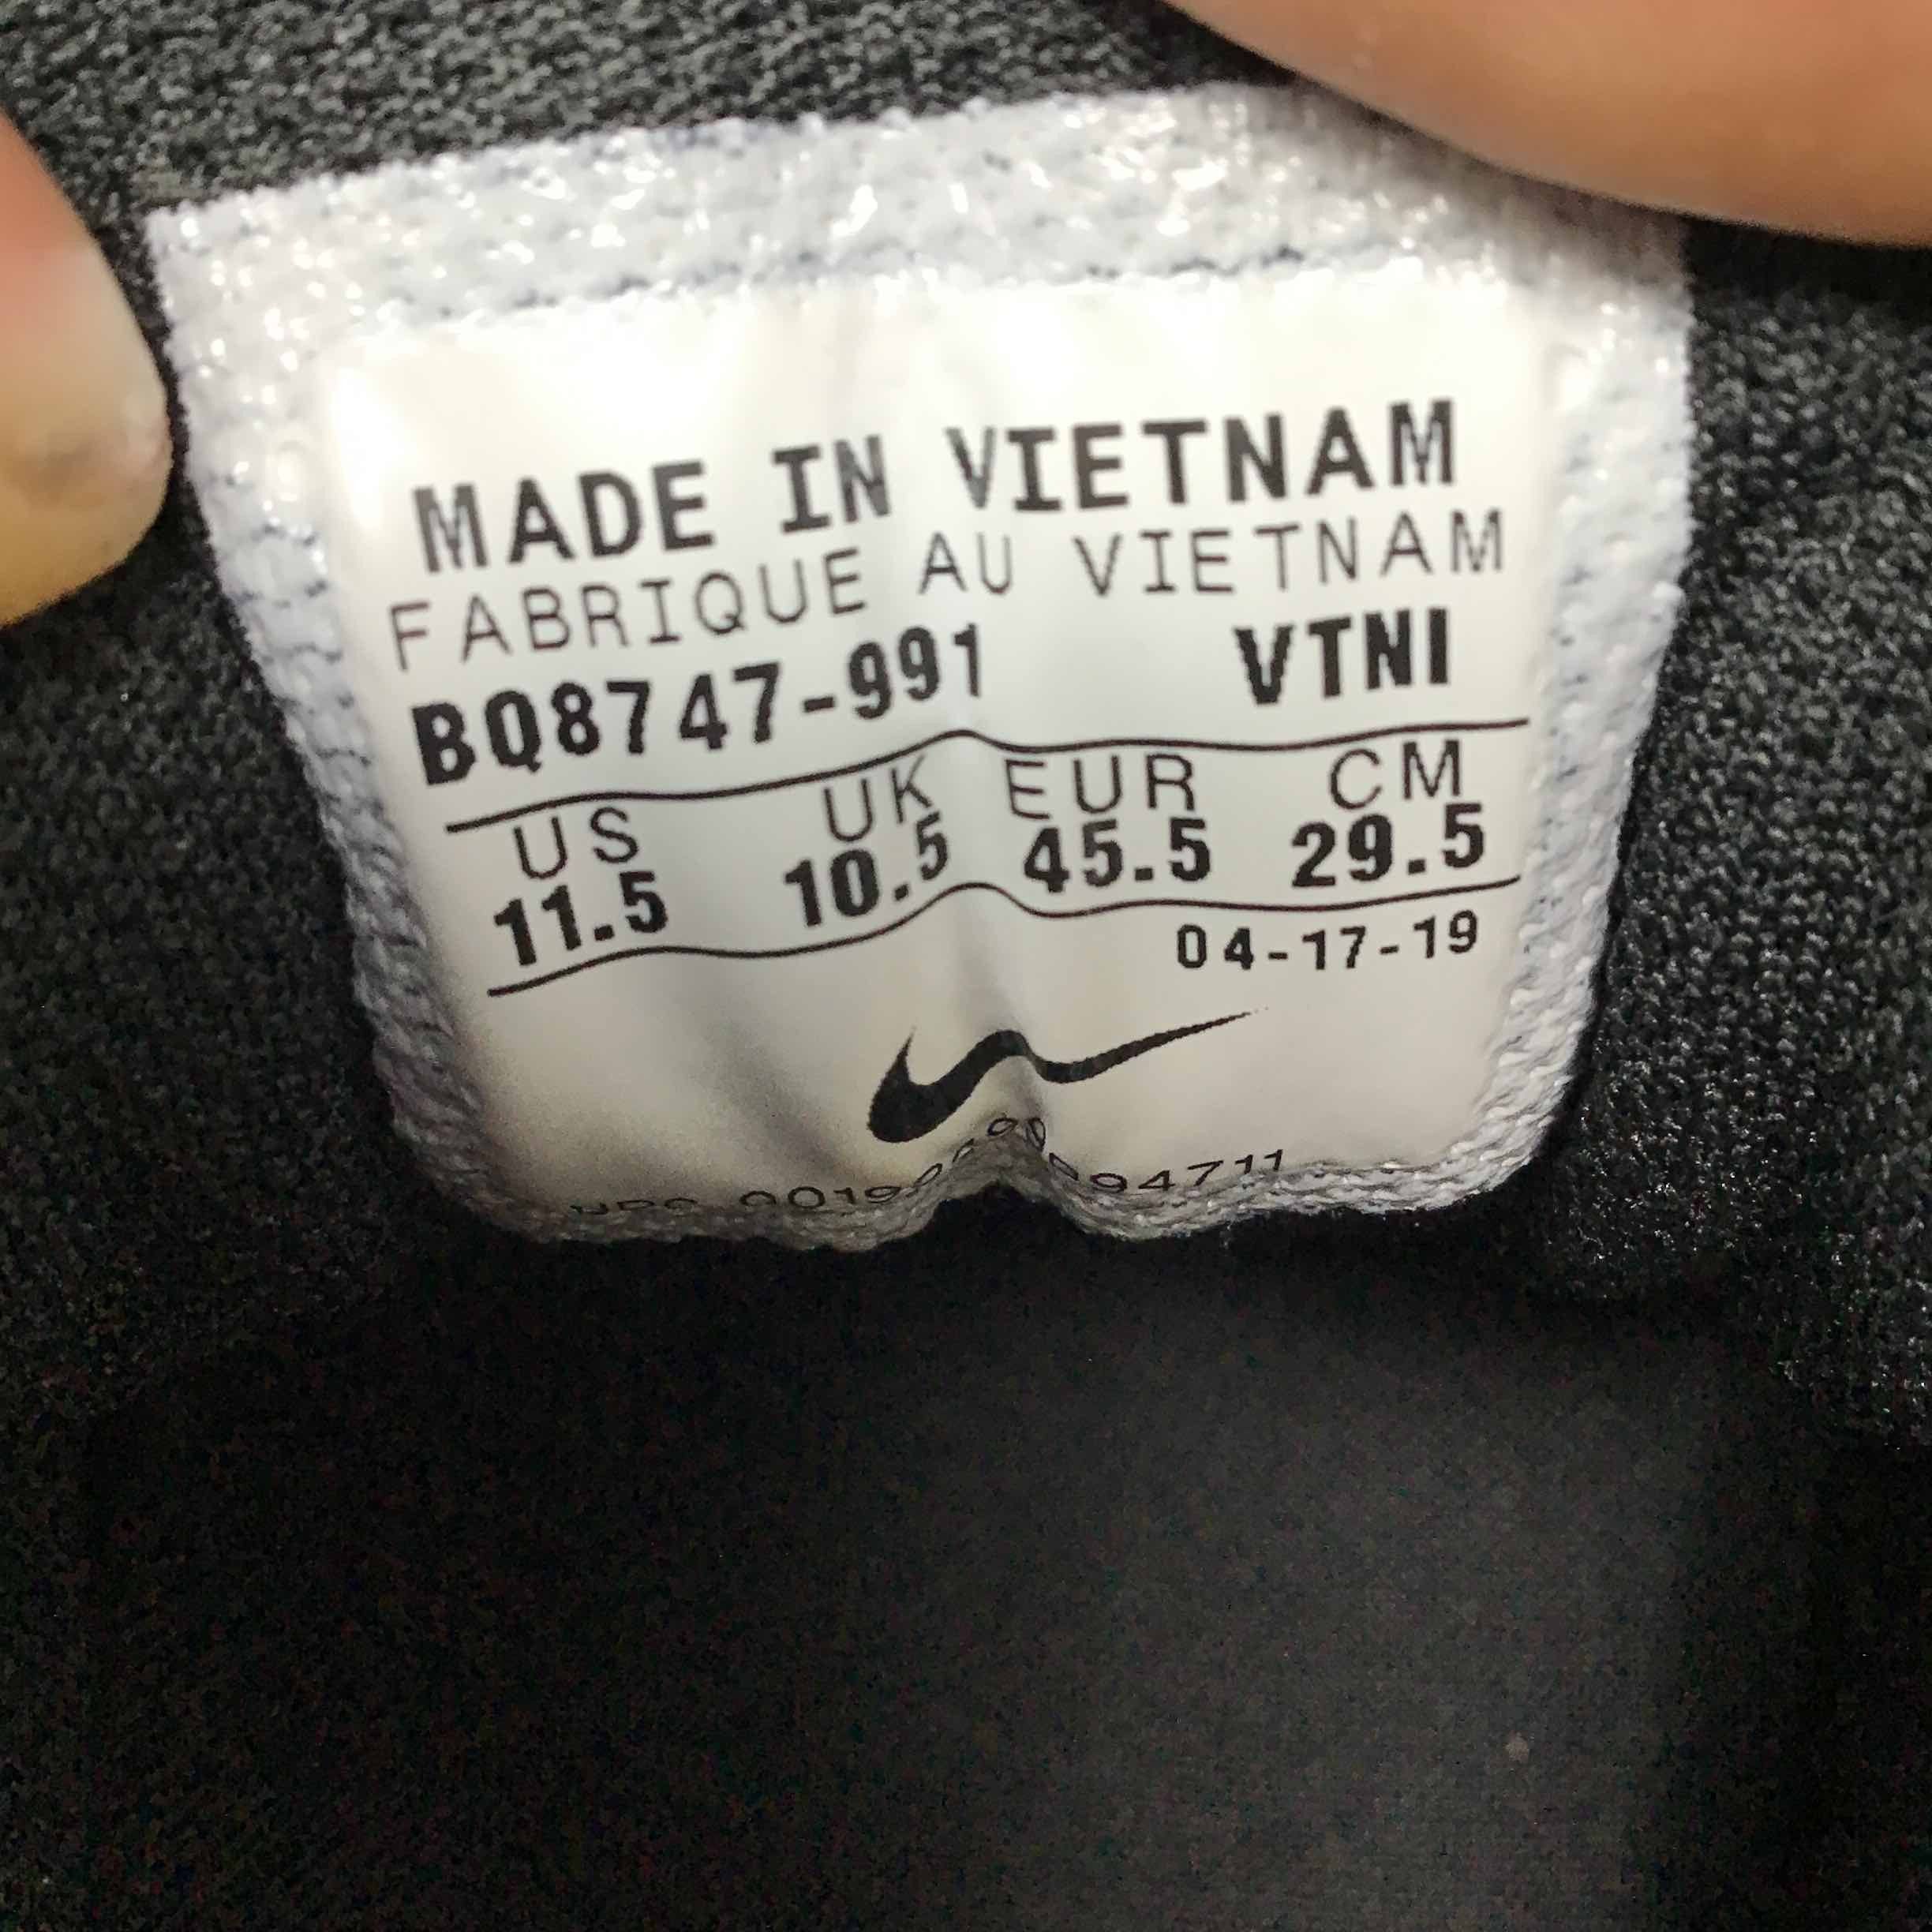 MADE IN VIETNAM
FABRIQUE AU VIETNAM
BQ8747-991 VTNI
US UK EUR CM
11.5 10.5 45.5 29.5
04-17-19